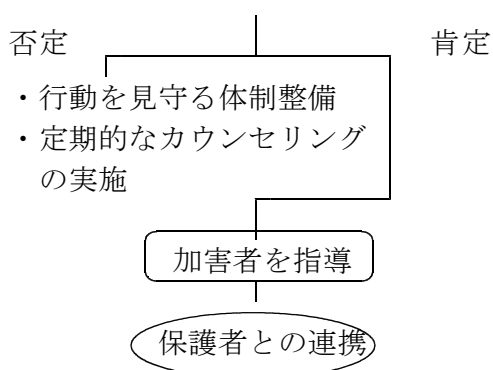 否定
肯定
・行動を見守る体制整備
・定期的なカウンセリング
の実施
加害者を指導
保護者との連携